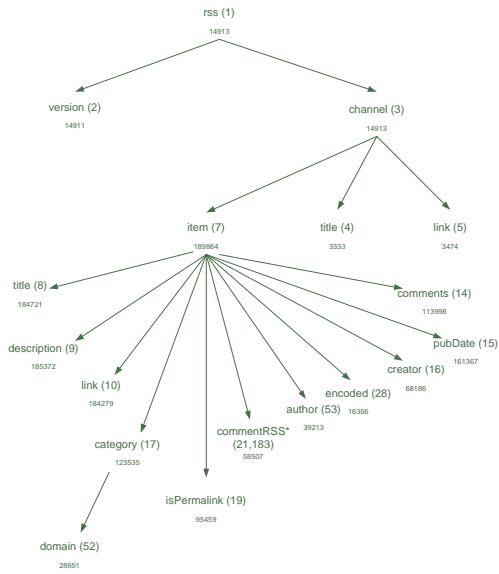 rss (1)
14913
version (2)
14911
channel (3)
14913
item (7)
189864
title (4)
3333
link (5)
3474
title (8)
184721
comments (14)
113998
description (9)
185372
pubDate (15)
161367
link (10)
184279
creator (16)
68186
encoded (28)
16356
author (53)
39213
category (17)
123535
commentRSS*
(21,183)
58507
isPermalink (19)
95459
domain (52)
28651